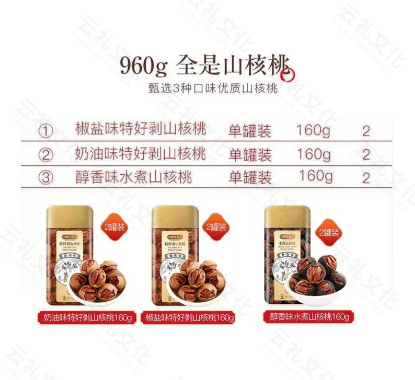 960g 全是山核桃
甄选3种口味优质山核桃
① 椒盐味特好剥山核桃 单罐装 160g 2
② 奶油味特好剥山核桃 单罐装 160g 2
③ 醇香味水煮山核桃 单罐装 160g 2
2罐装 2罐装 2罐装
奶油味特好剥山核桃160g 椒盐味特好剥山核桃160g 醇香味水煮山核桃160g
云礼文化